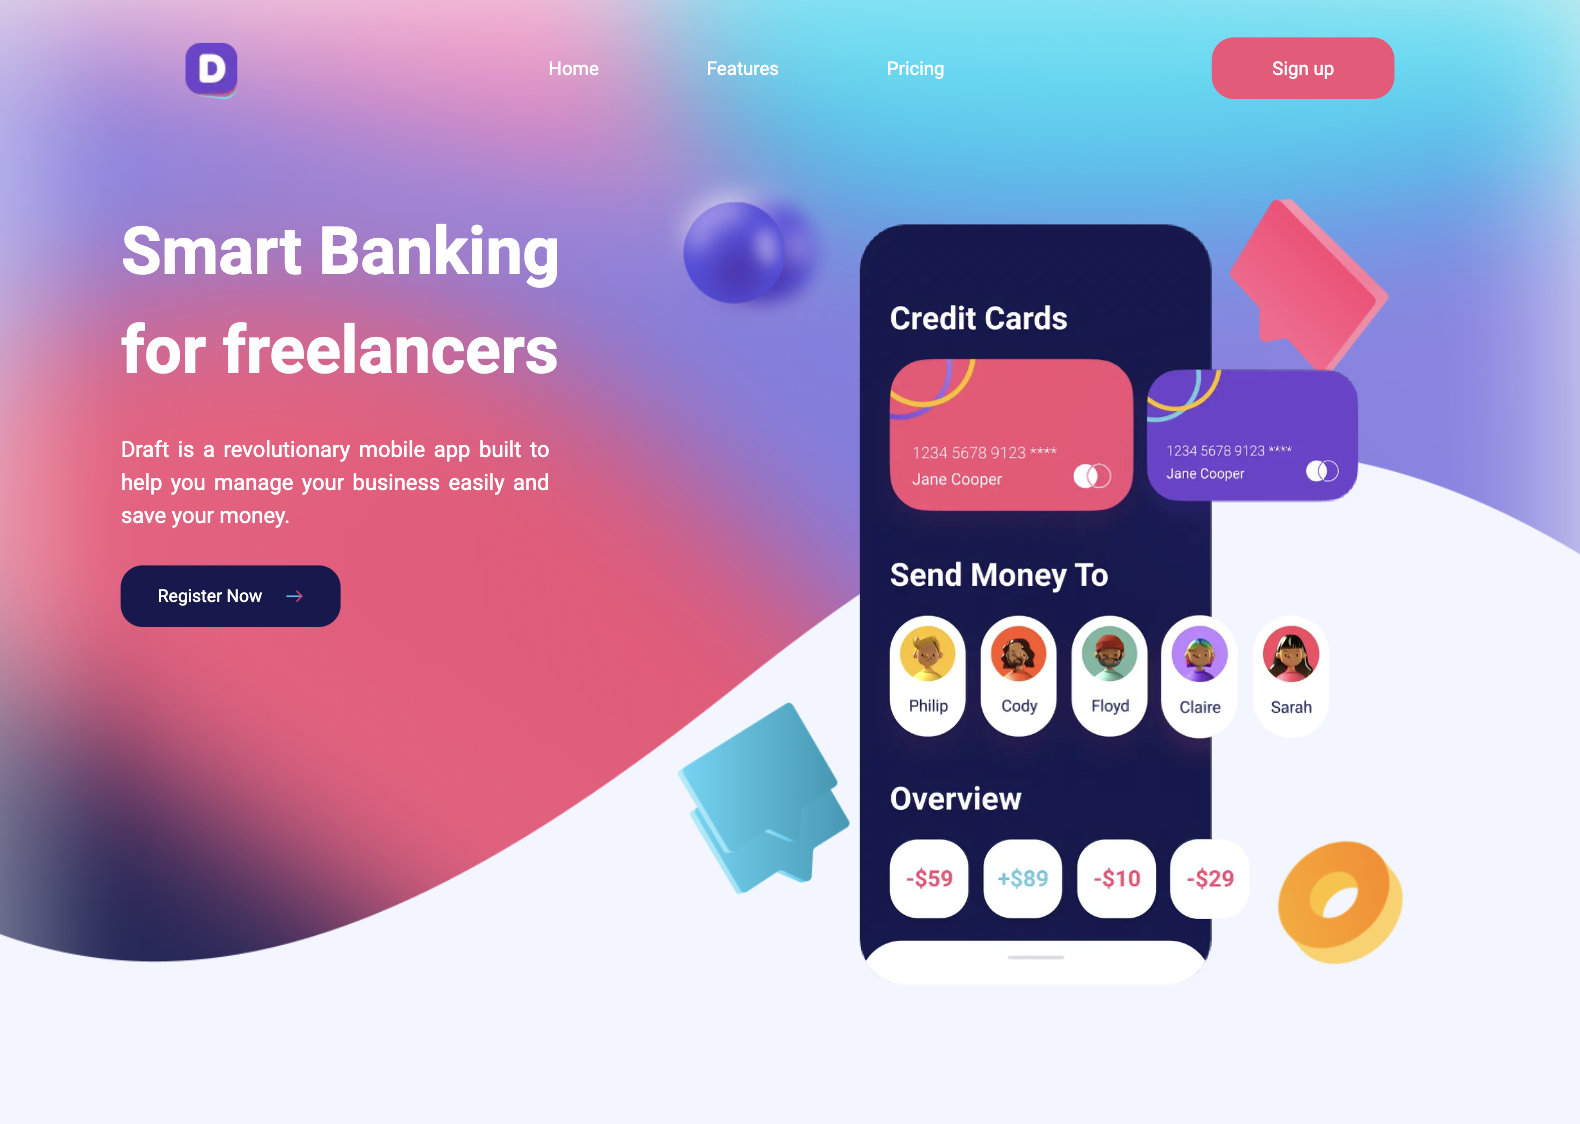 D
Home
Features
Pricing
Sign up
Smart Banking
for freelancers
Draft is a revolutionary mobile app built to
help you manage your business easily and
save your money.
Register Now
Credit Cards
1234 5678 9123 ****
Jane Cooper
1234 5678 9123 ****
Jane Cooper
Send Money To
Philip
Cody
Floyd
Claire
Sarah
Overview
-$59
+$89
-$10
-$29